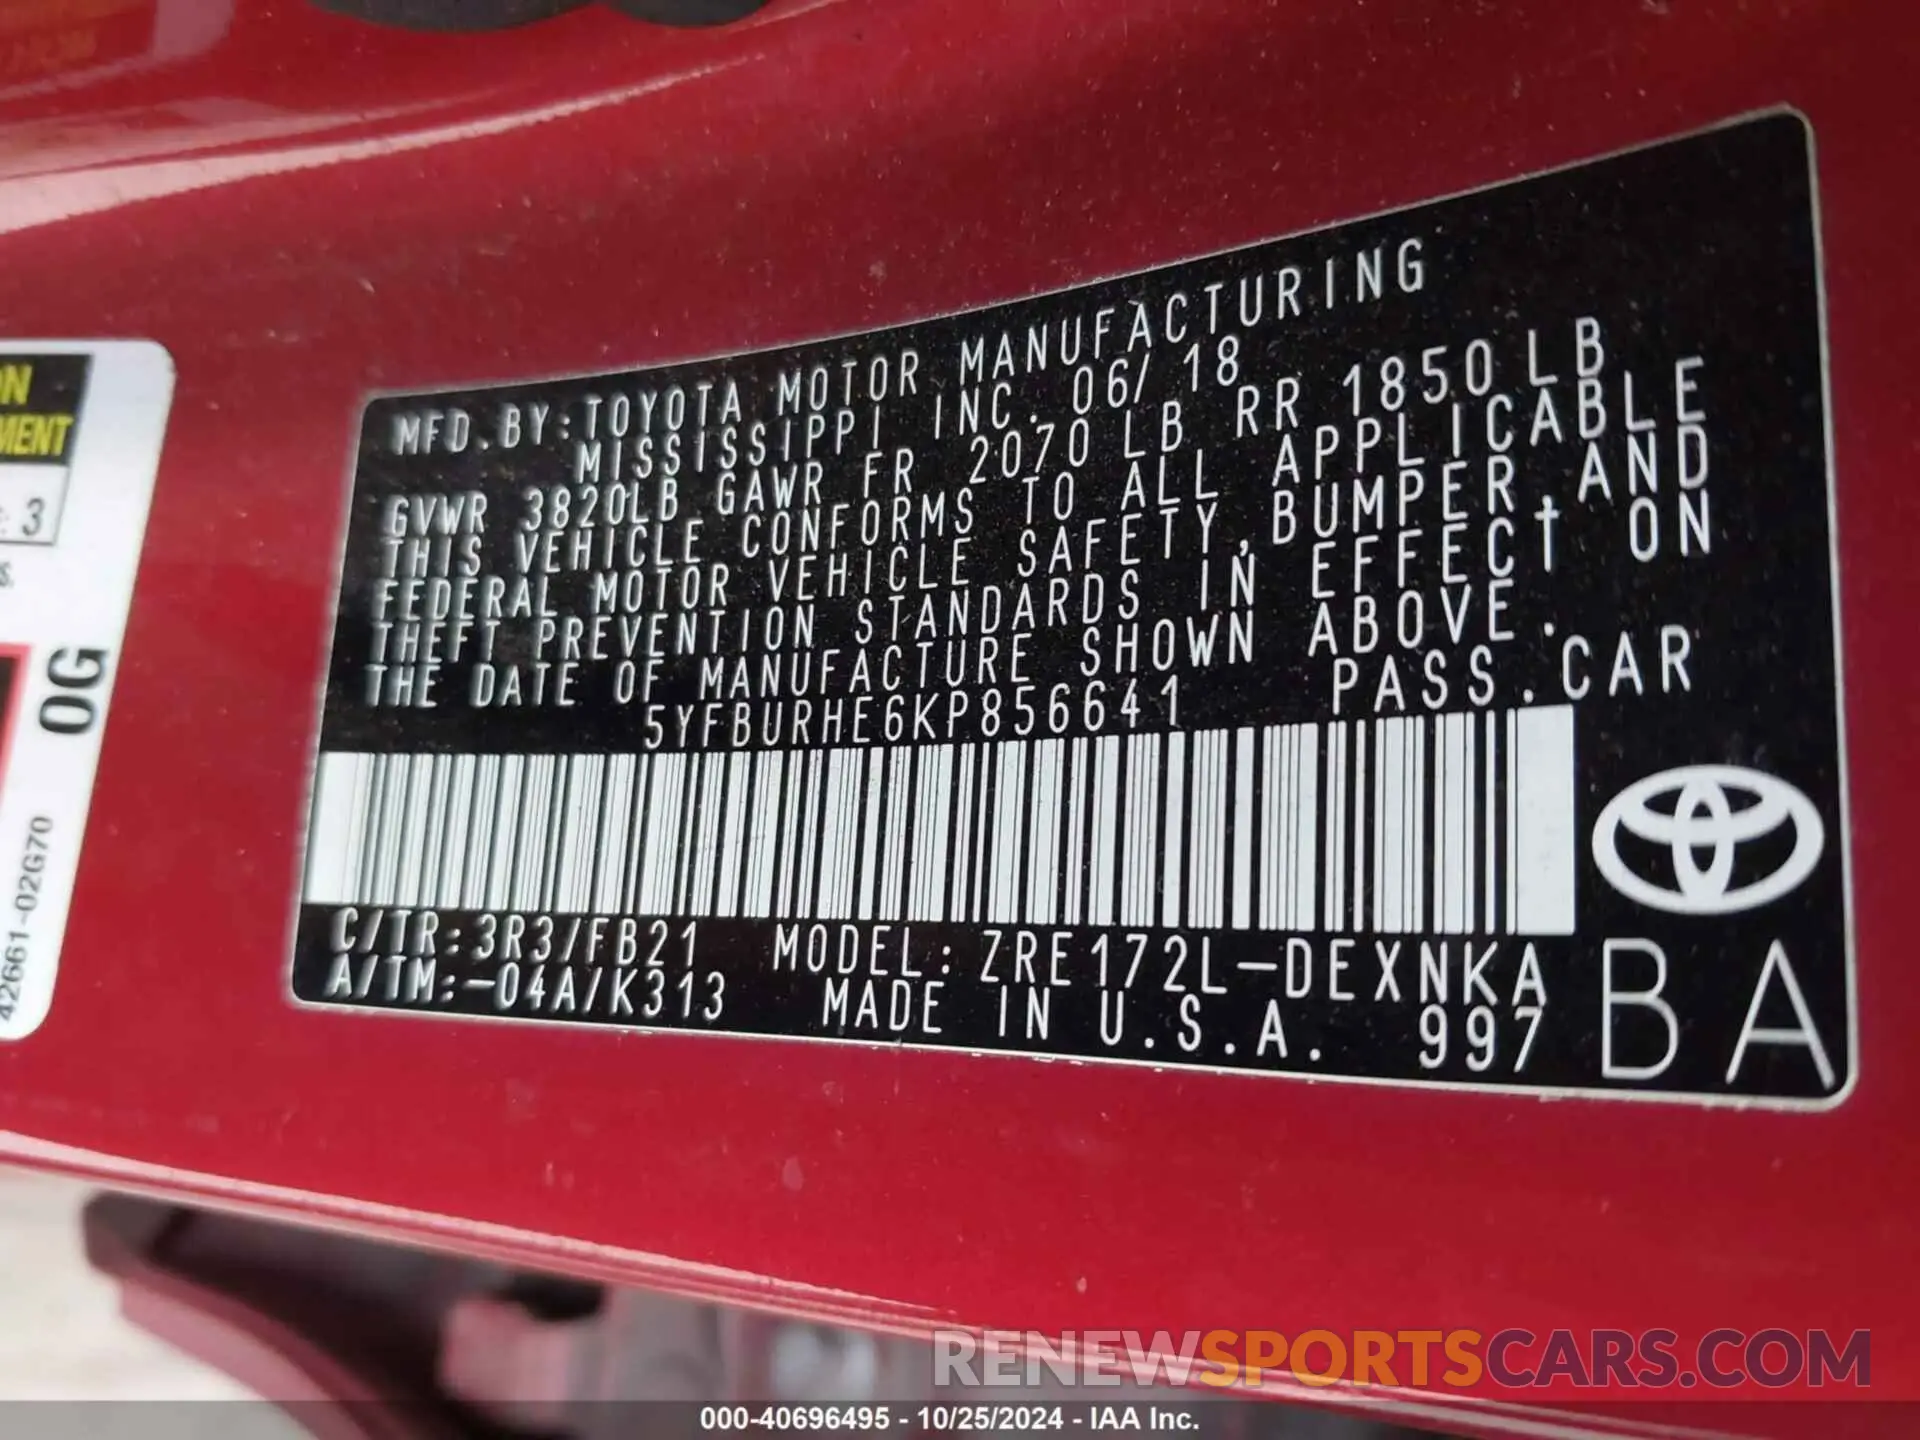 ON
MENT
: 3
s.
0G
42661-02G70
MFD. BY: TOYOTA MOTOR MANUFACTURING
MISSISSIPPI INC. 06/18
GVWR 3820LB GAWR FR 2070LB RR 1850LB
THIS VEHICLE CONFORMS TO ALL APPLICABLE
FEDERAL MOTOR VEHICLE SAFETY, BUMPER, AND
THEFT PREVENTION STANDARDS IN EFFECT ON
THE DATE OF MANUFACTURE SHOWN ABOVE.
5YFBURHE6KP856641 PASS. CAR
C/TR: 3R3/FB21 MODEL: ZRE172L-DEXNKA
A/TM:-04A/K313 MADE IN U.S.A. 997
BA
RENEWSPORTSCARS.COM
000-40696495 - 10/25/2024 - IAA Inc.